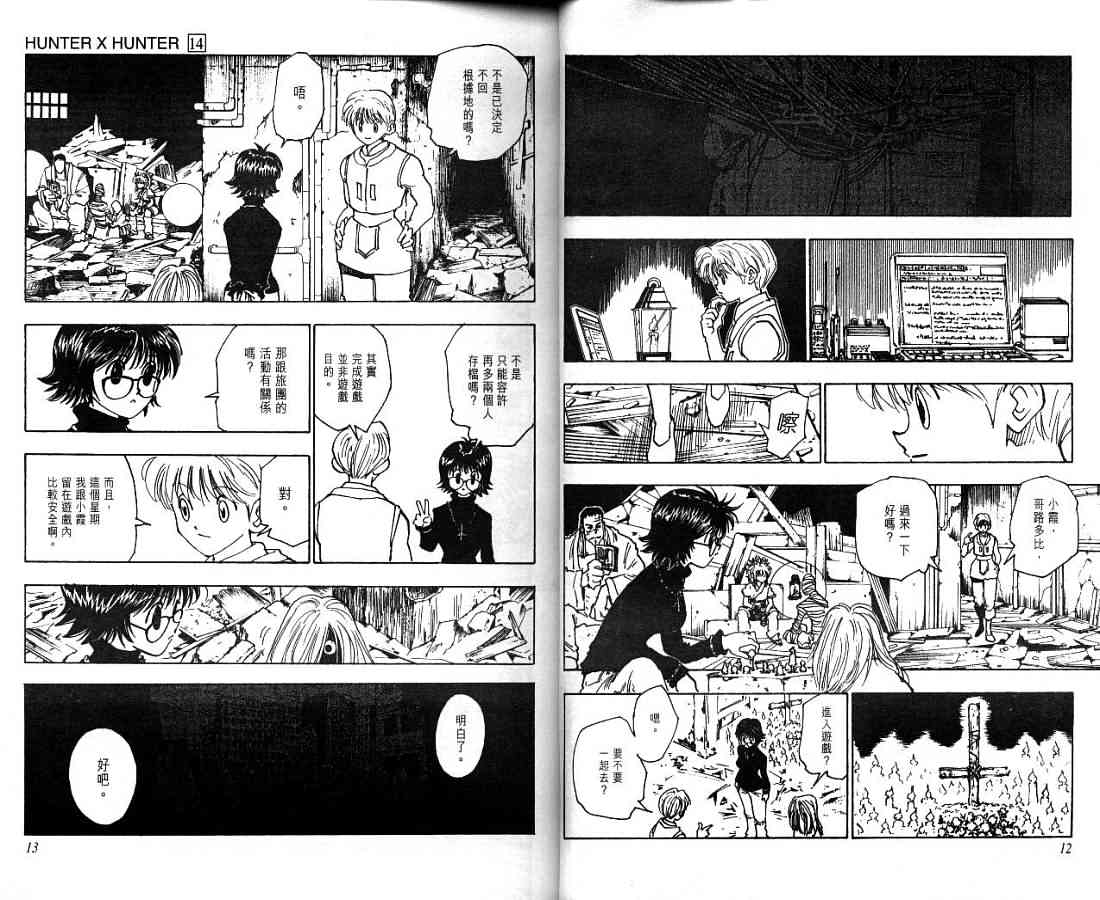 HUNTER X HUNTER 14
嚓
小霞，
哥路多比，
過來一下
好嗎？
進入遊戲？
嗯。
要不要
一起去？
12
不是已決定
不回
根據地的嗎？
唔。
不是
只能容許
再多兩個人
存檔嗎？
其實
完成遊戲
並非遊戲
目的。
那跟旅團的
活動有關係
嗎？
對。
而且，
這個星期
我跟小霞
留在遊戲內
比較安全啊。
明白了。
好吧。
13